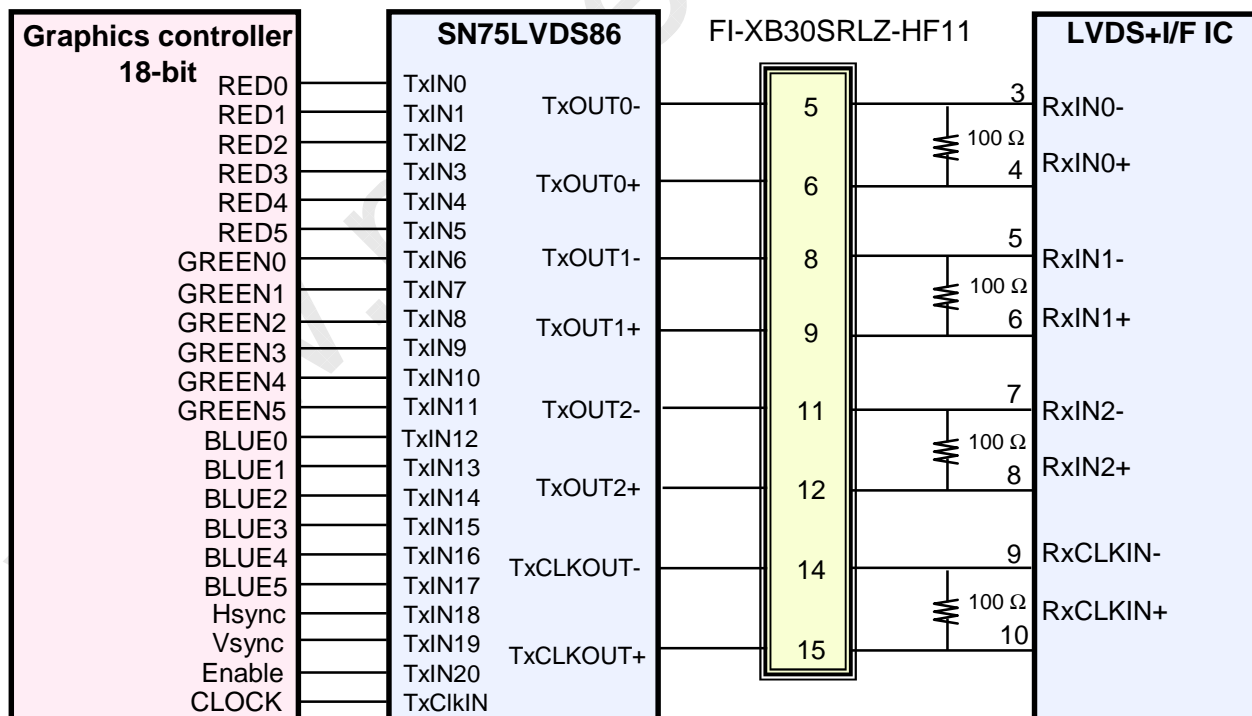 Graphics controller
18-bit
RED0
RED1
RED2
RED3
RED4
RED5
GREEN0
GREEN1
GREEN2
GREEN3
GREEN4
GREEN5
BLUE0
BLUE1
BLUE2
BLUE3
BLUE4
BLUE5
Hsync
Vsync
Enable
CLOCK
SN75LVDS86
TxIN0
TxIN1
TxIN2
TxIN3
TxIN4
TxIN5
TxIN6
TxIN7
TxIN8
TxIN9
TxIN10
TxIN11
TxIN12
TxIN13
TxIN14
TxIN15
TxIN16
TxIN17
TxIN18
TxIN19
TxIN20
TxClkIN
TxOUT0-
TxOUT0+
TxOUT1-
TxOUT1+
TxOUT2-
TxOUT2+
TxCLKOUT-
TxCLKOUT+
FI-XB30SRLZ-HF11
5
6
8
9
11
12
14
15
3
100 Ω
4
5
100 Ω
6
7
100 Ω
8
9
100 Ω
10
LVDS+I/F IC
RxIN0-
RxIN0+
RxIN1-
RxIN1+
RxIN2-
RxIN2+
RxCLKIN-
RxCLKIN+